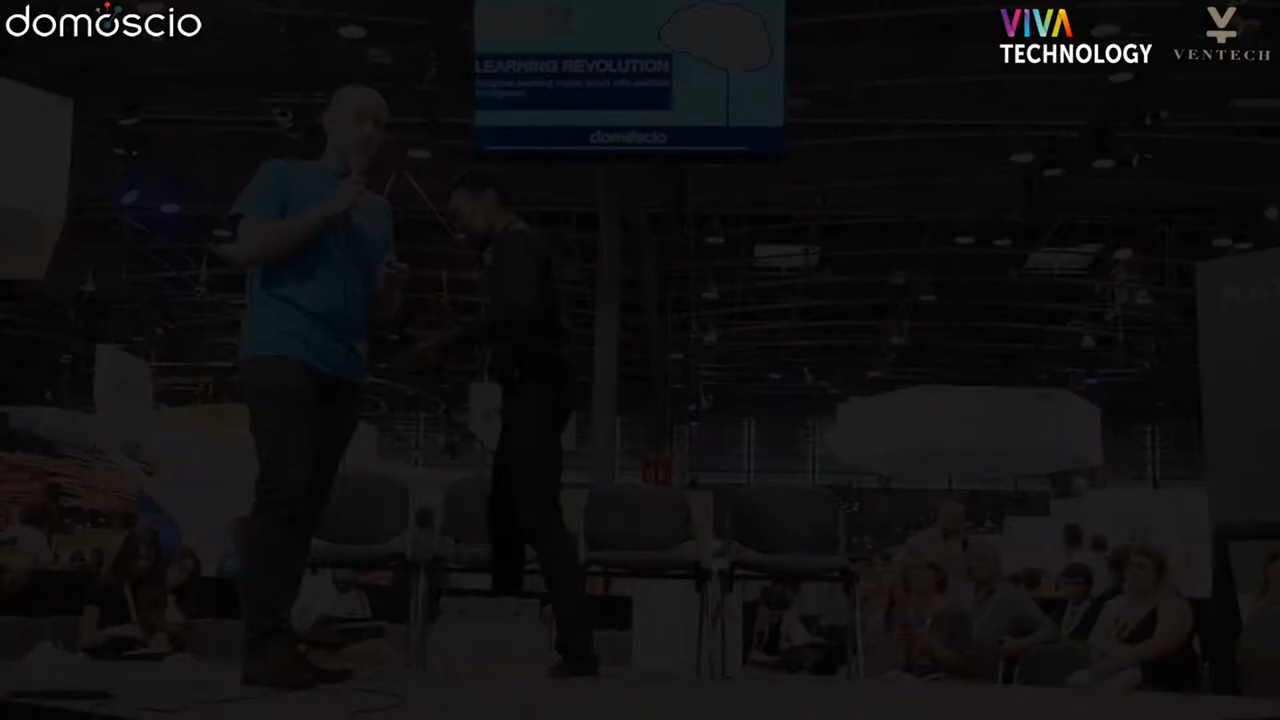 domoscio
VIVA
TECHNOLOGY
VENTECH
LEARNING REVOLUTION
domoscio